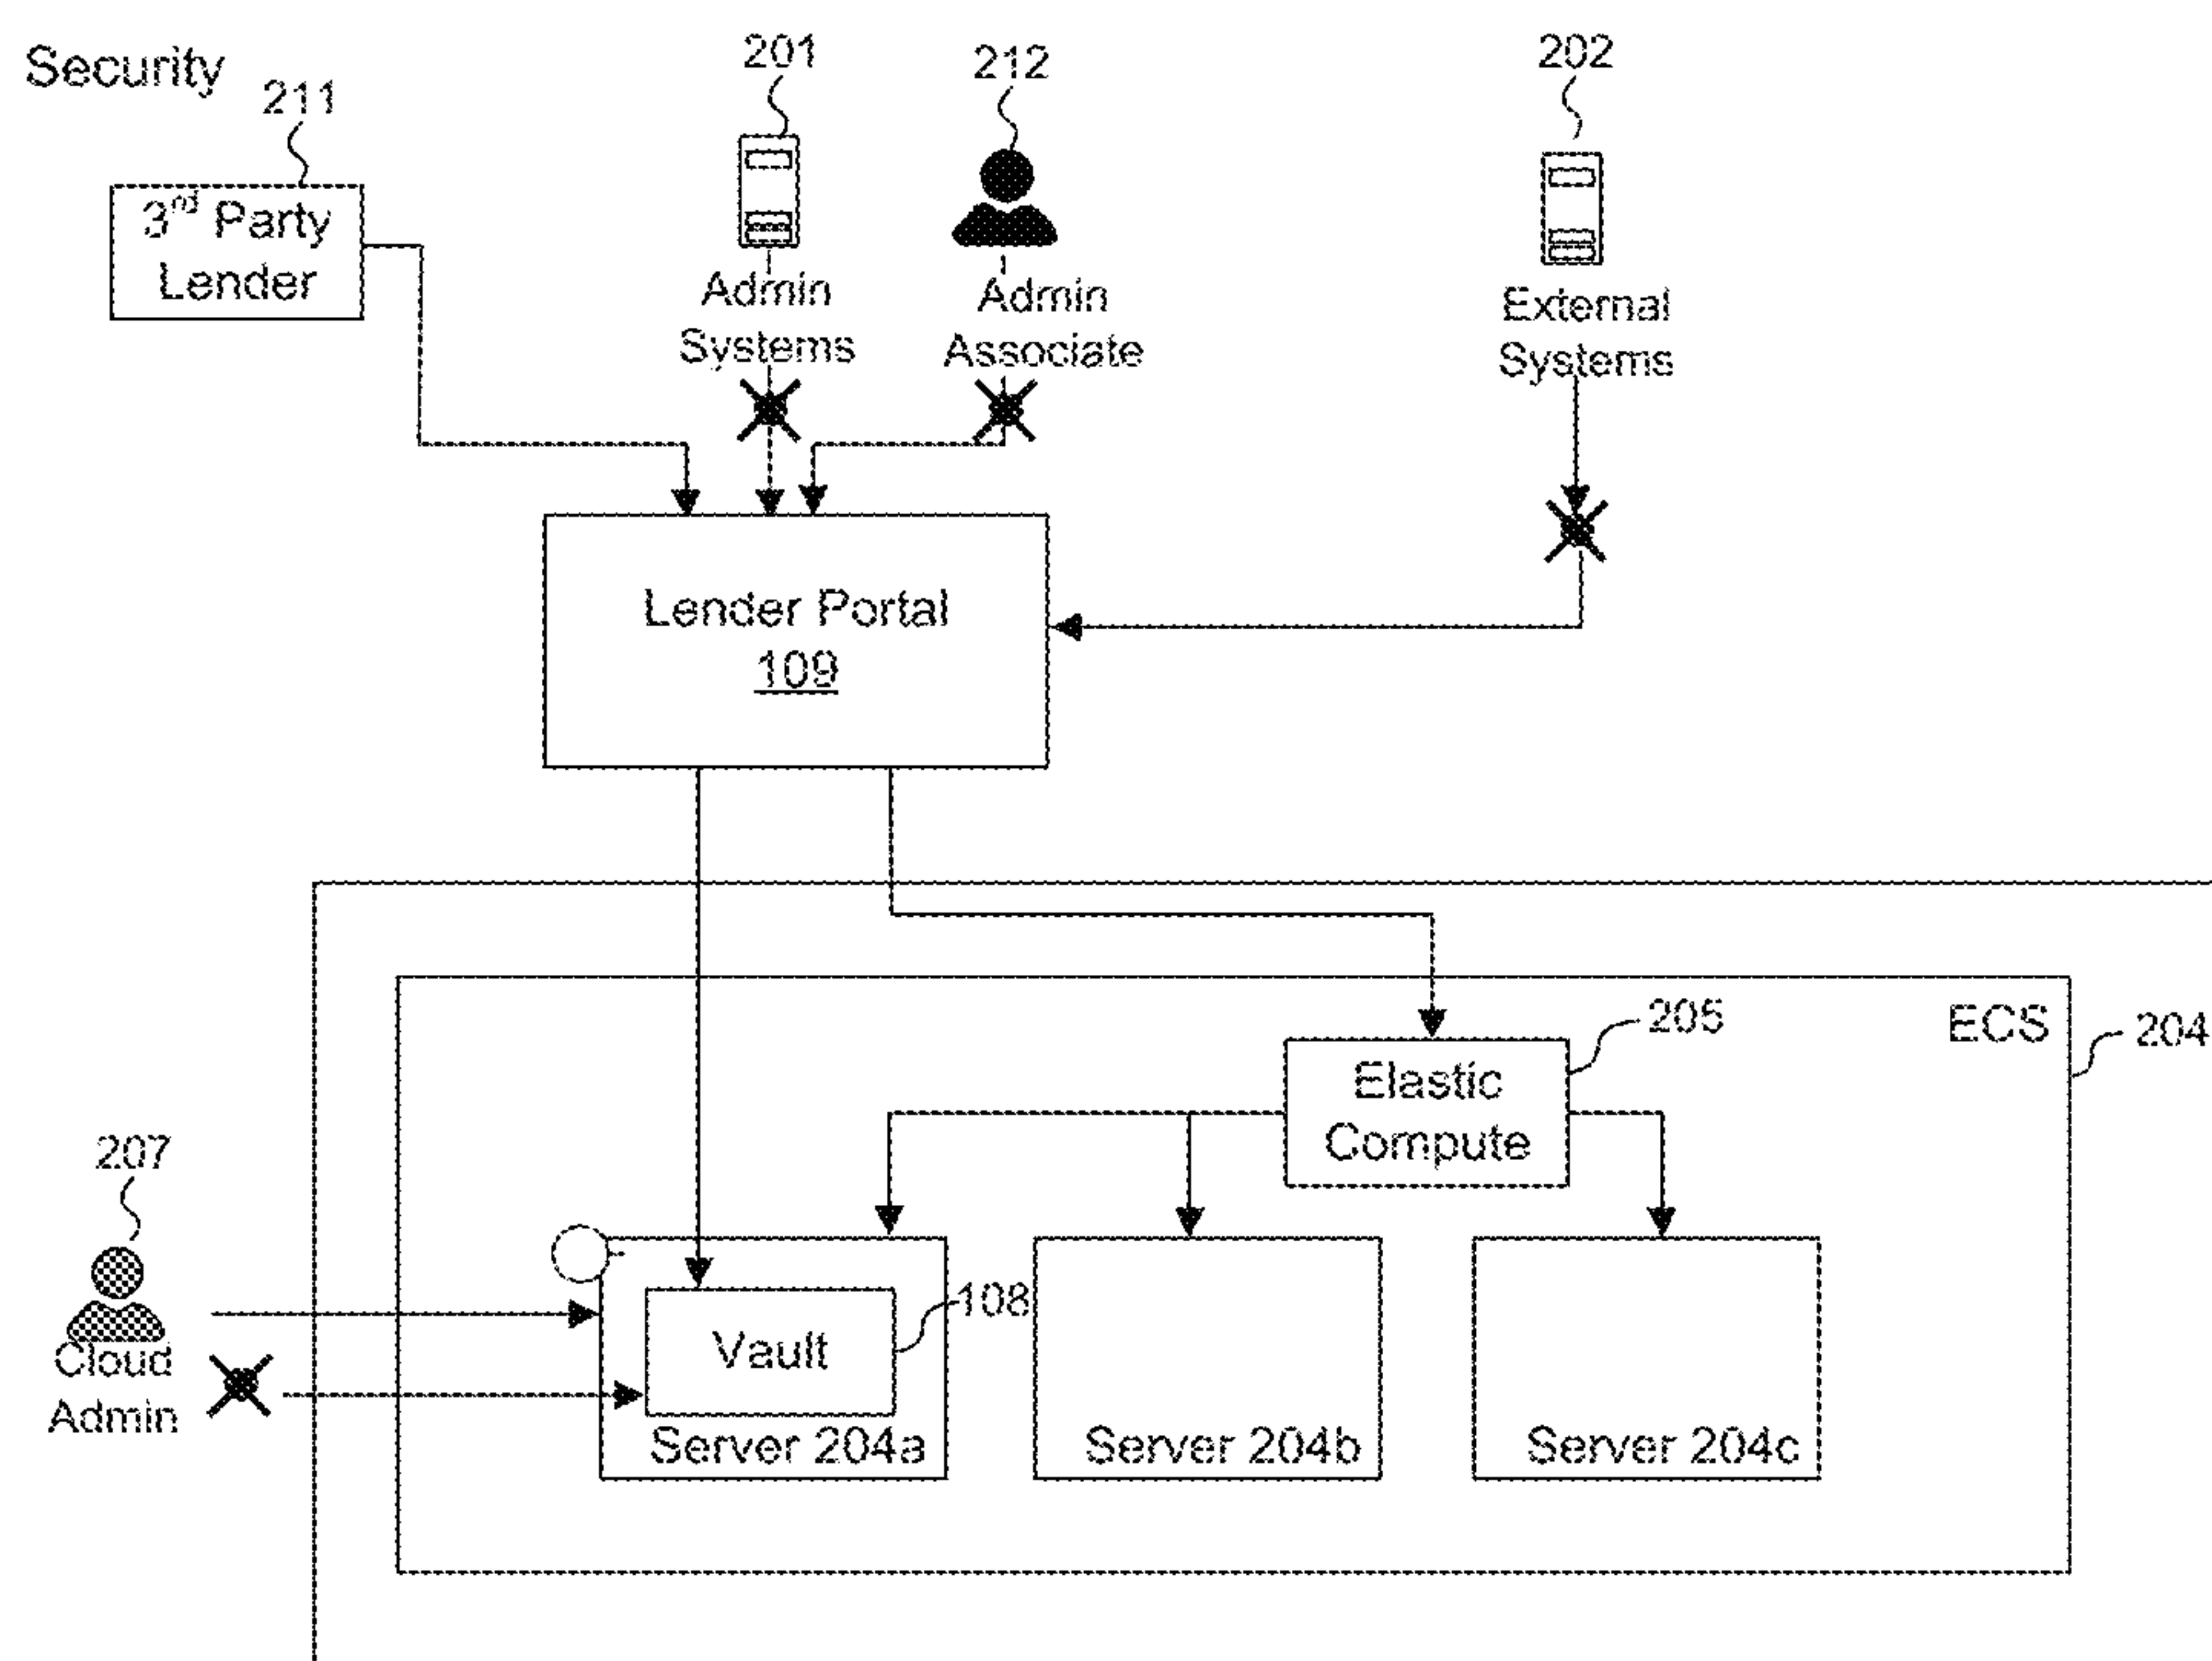 Security
211
201
212
202
3rd Party
Lender
Admin
Systems
Admin
Associate
External
Systems
Lender Portal
109
ECS
204
205
Elastic
Compute
207
Cloud
Admin
108
Vault
Server 204a
Server 204b
Server 204c